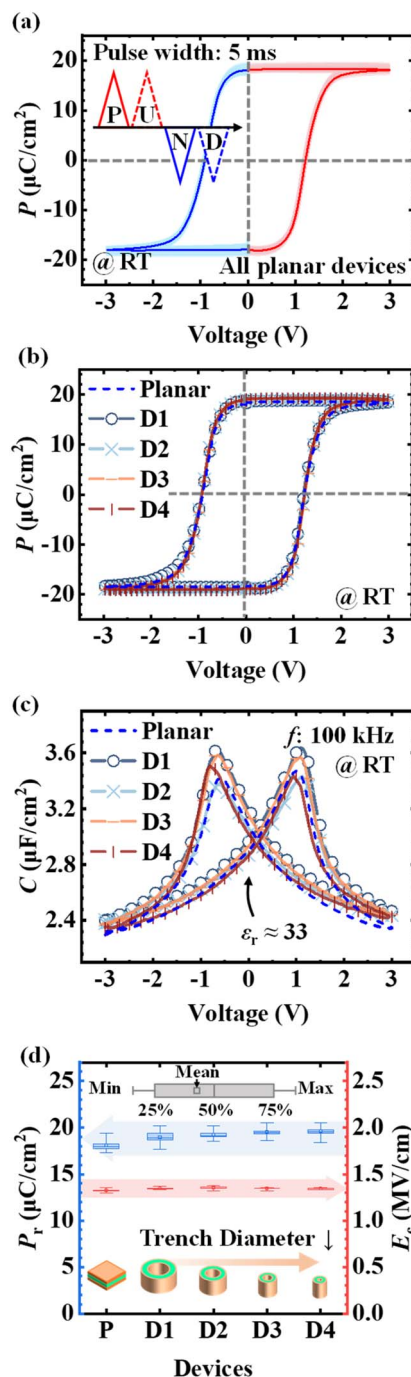 (a)
20
10
0
-10
-20
P (μC/cm²)
Pulse width: 5 ms
P
U
N
D
@ RT
All planar devices
-3 -2 -1 0 1 2 3
Voltage (V)
(b)
20
10
0
-10
-20
P (μC/cm²)
Planar
D1
D2
D3
D4
@ RT
-3 -2 -1 0 1 2 3
Voltage (V)
(c)
3.6
3.2
2.8
2.4
C (μF/cm²)
Planar
D1
D2
D3
D4
f: 100 kHz
@ RT
εr ≈ 33
-3 -2 -1 0 1 2 3
Voltage (V)
(d)
25
20
15
10
5
0
Pr (μC/cm²)
Mean
Min
Max
25% 50% 75%
2.5
2.0
1.5
1.0
0.5
0.0
Ec (MV/cm)
Trench Diameter ↓
P D1 D2 D3 D4
Devices